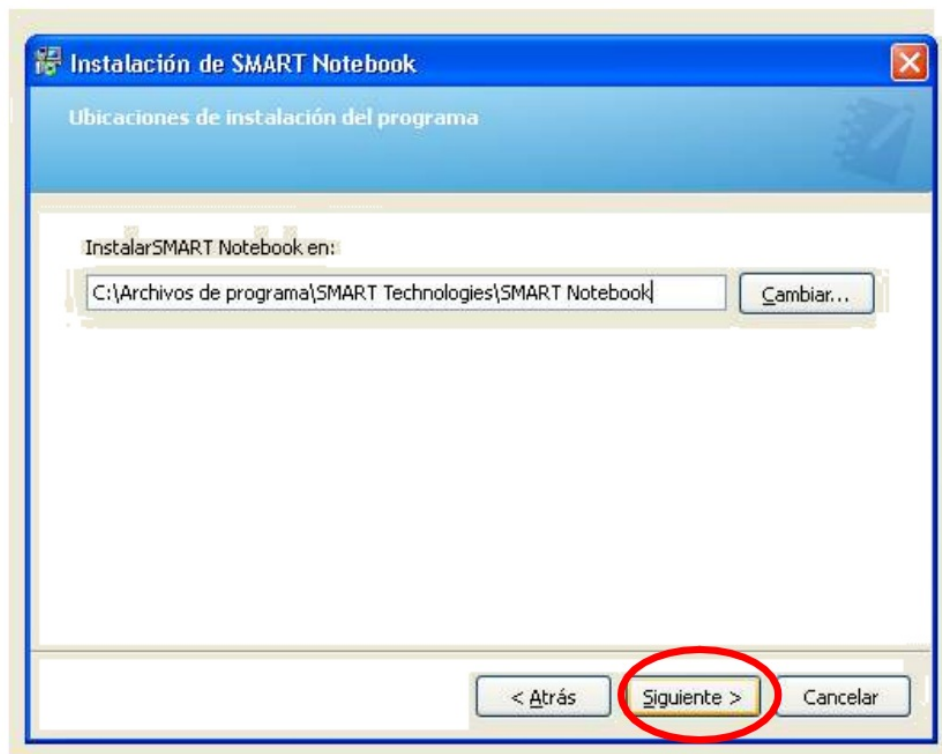 Instalación de SMART Notebook
Ubicaciones de instalación del programa
InstalarSMART Notebook en:
C:\Archivos de programa\SMART Technologies\SMART Notebook
Cambiar...
< Atrás
Siguiente >
Cancelar